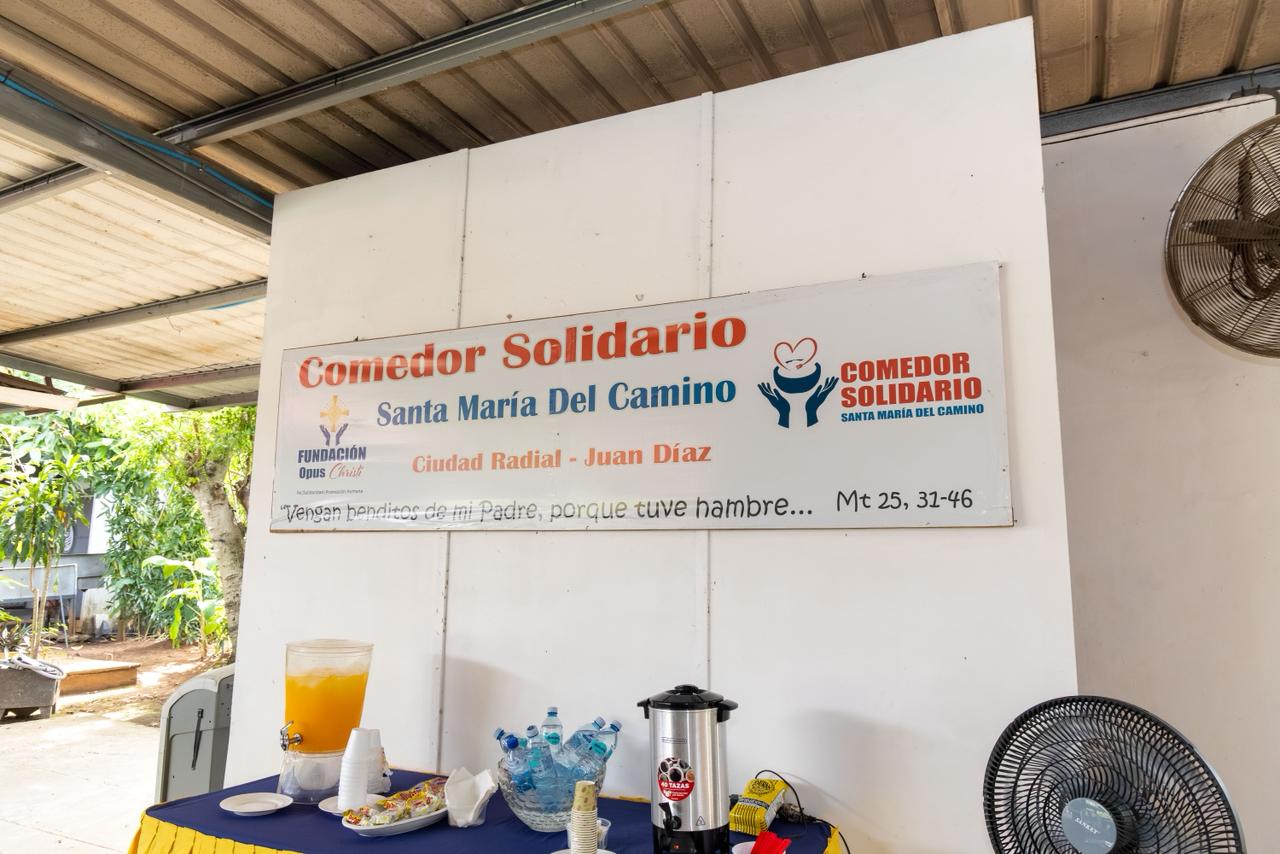 Comedor Solidario
Santa María Del Camino
Ciudad Radial - Juan Díaz
"Vengan benditos de mi Padre, porque tuve hambre... Mt 25, 31-46
FUNDACIÓN
Opus Christi
COMEDOR
SOLIDARIO
SANTA MARÍA DEL CAMINO
40 TAZAS
SANKEY